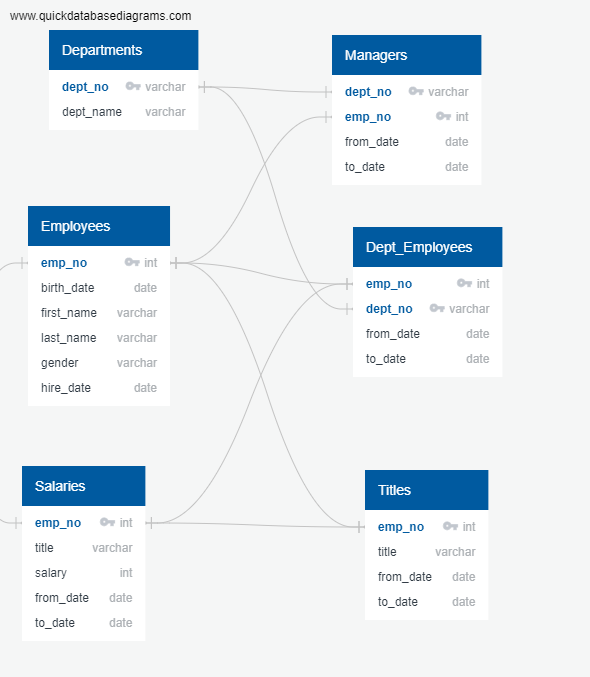 www.quickdatabasediagrams.com
Departments
dept_no varchar
dept_name varchar
Managers
dept_no varchar
emp_no int
from_date date
to_date date
Employees
emp_no int
birth_date date
first_name varchar
last_name varchar
gender varchar
hire_date date
Dept_Employees
emp_no int
dept_no varchar
from_date date
to_date date
Salaries
emp_no int
title varchar
salary int
from_date date
to_date date
Titles
emp_no int
title varchar
from_date date
to_date date